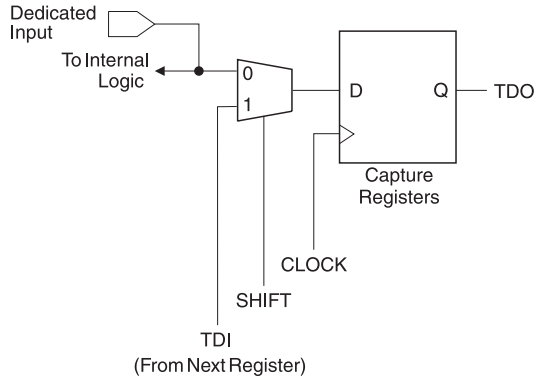 Dedicated
Input
To Internal
Logic
0
1
D
Q
TDO
Capture
Registers
CLOCK
SHIFT
TDI
(From Next Register)